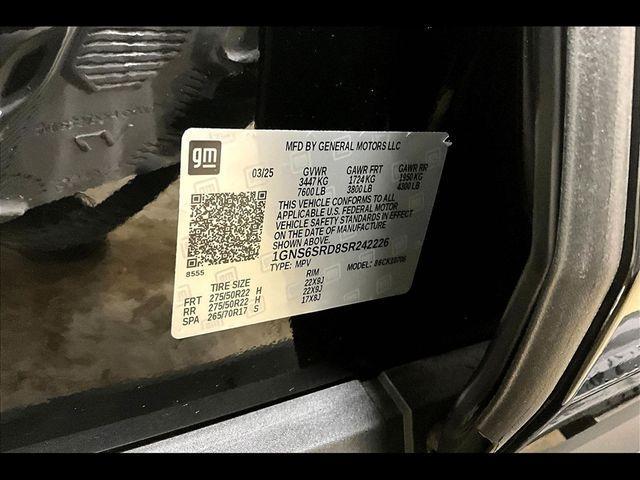 gm
MFD BY GENERAL MOTORS LLC
03/25 GVWR GAWR FRT GAWR RR
3447 KG 1724 KG 1950 KG
7600 LB 3800 LB 4300 LB
THIS VEHICLE CONFORMS TO ALL
APPLICABLE U.S. FEDERAL MOTOR
VEHICLE SAFETY STANDARDS IN EFFECT
ON THE DATE OF MANUFACTURE
SHOWN ABOVE.
1GNS6SRD8SR242226
8555 TYPE: MPV MODEL:
TIRE SIZE RIM
FRT 275/50R22 H 22X9J
RR 275/50R22 H 22X9J
SPA 265/70R17 S 17X8J